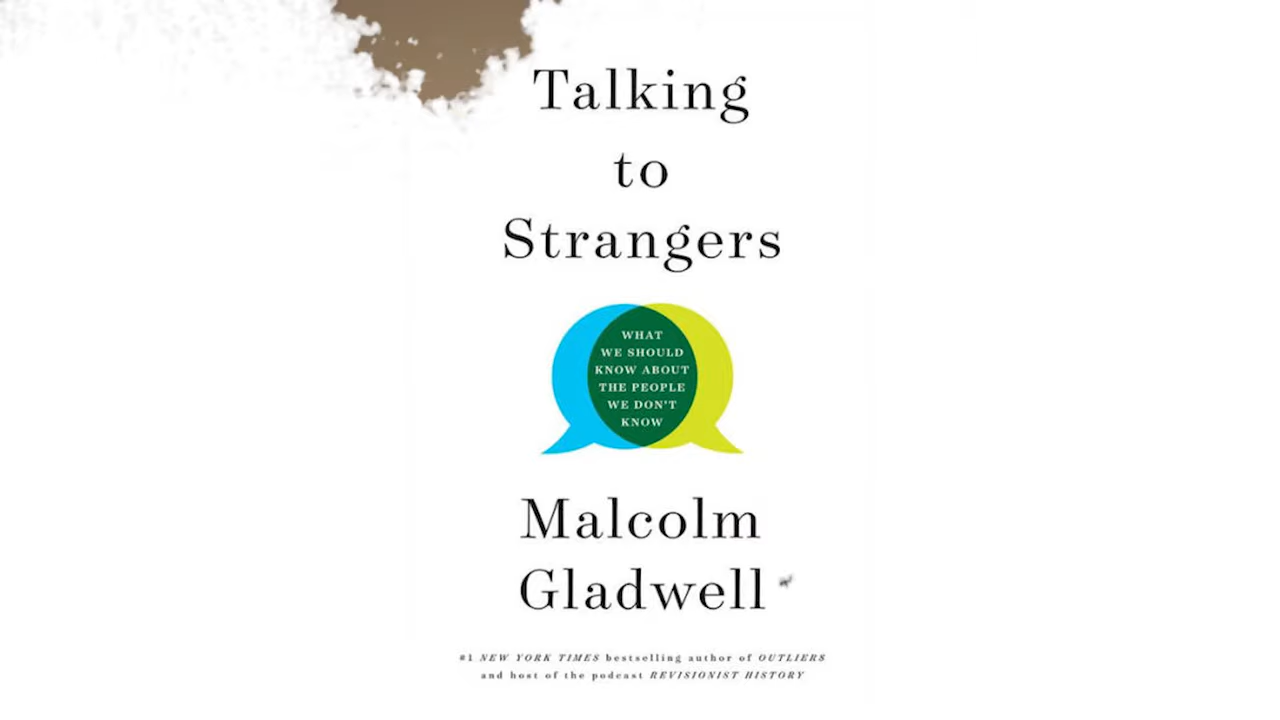 Talking
to
Strangers
WHAT
WE SHOULD
KNOW ABOUT
THE PEOPLE
WE DON'T
KNOW
Malcolm
Gladwell
#1 NEW YORK TIMES bestselling author of OUTLIERS
and host of the podcast REVISIONIST HISTORY